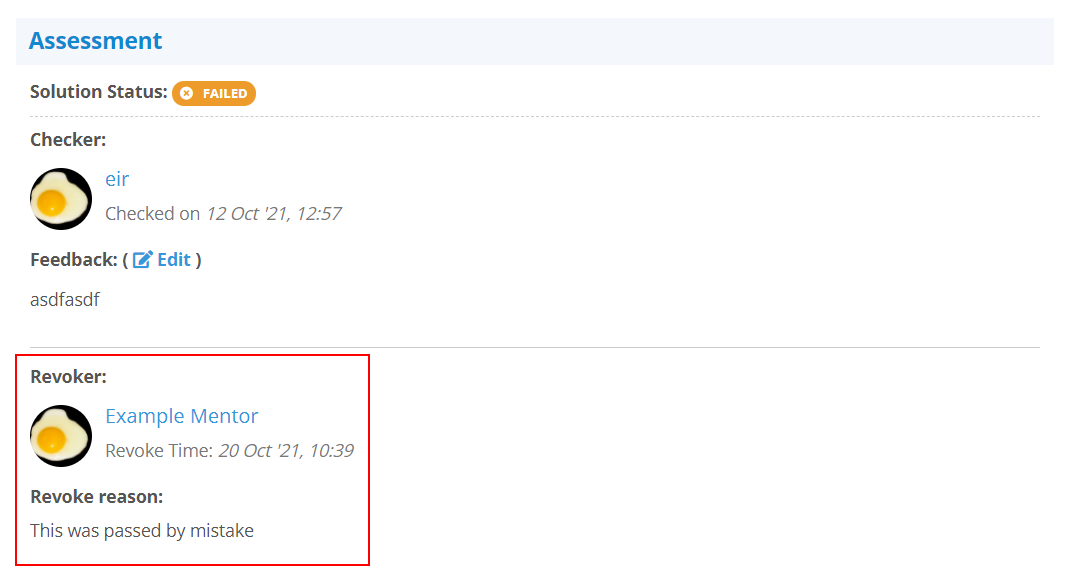 Assessment
Solution Status: FAILED
Checker:
eir
Checked on 12 Oct '21, 12:57
Feedback: ( Edit )
asdfasdf
Revoker:
Example Mentor
Revoke Time: 20 Oct '21, 10:39
Revoke reason:
This was passed by mistake